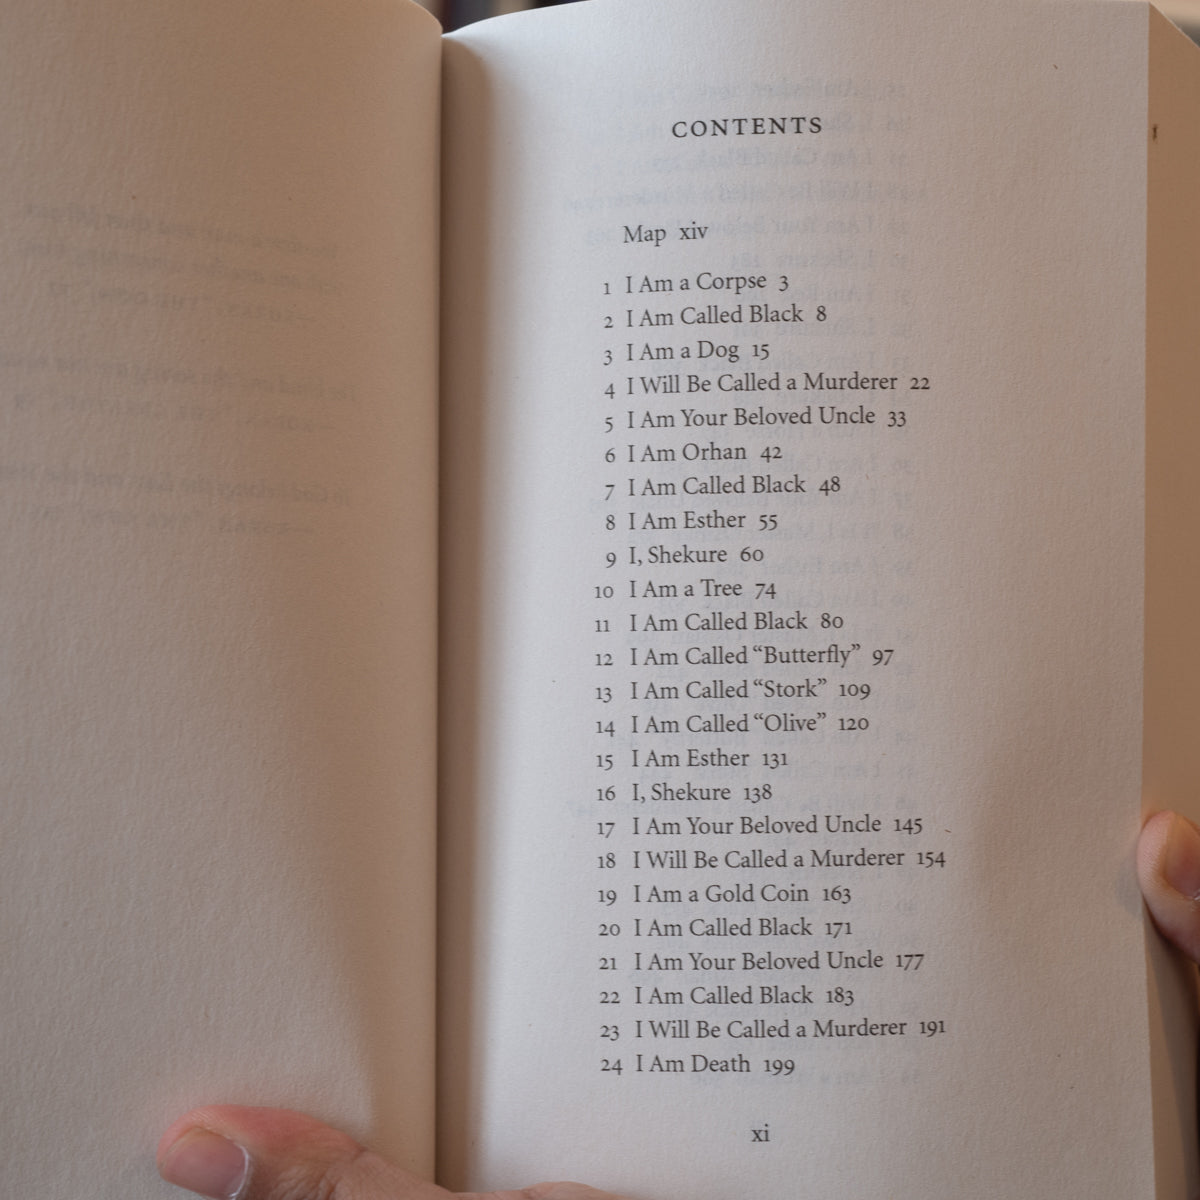 CONTENTS
Map xiv
1 I Am a Corpse 3
2 I Am Called Black 8
3 I Am a Dog 15
4 I Will Be Called a Murderer 22
5 I Am Your Beloved Uncle 33
6 I Am Orhan 42
7 I Am Called Black 48
8 I Am Esther 55
9 I, Shekure 60
10 I Am a Tree 74
11 I Am Called Black 80
12 I Am Called “Butterfly” 97
13 I Am Called “Stork” 109
14 I Am Called “Olive” 120
15 I Am Esther 131
16 I, Shekure 138
17 I Am Your Beloved Uncle 145
18 I Will Be Called a Murderer 154
19 I Am a Gold Coin 163
20 I Am Called Black 171
21 I Am Your Beloved Uncle 177
22 I Am Called Black 183
23 I Will Be Called a Murderer 191
24 I Am Death 199
xi